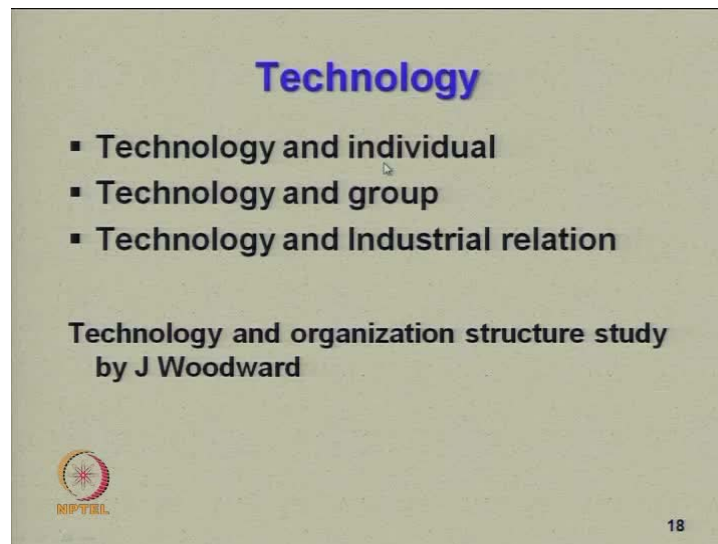 Technology
▪ Technology and individual
▪ Technology and group
▪ Technology and Industrial relation
Technology and organization structure study
by J Woodward
NPTEL
18